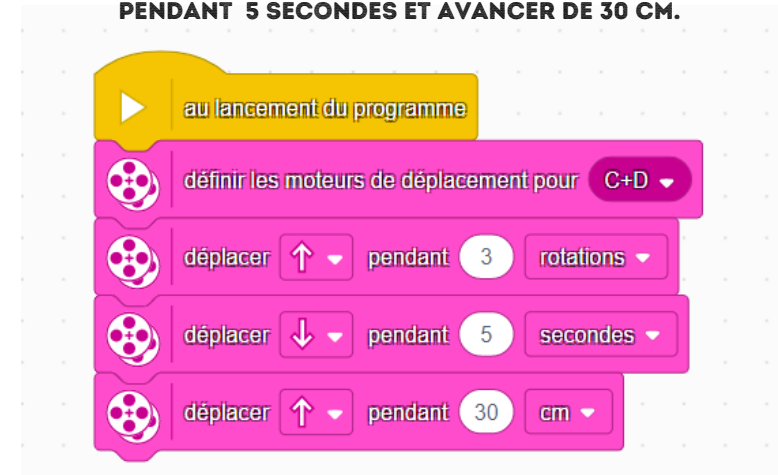 PENDANT 5 SECONDES ET AVANCER DE 30 CM.
au lancement du programme
définir les moteurs de déplacement pour C+D
déplacer ↑ pendant 3 rotations
déplacer ↓ pendant 5 secondes
déplacer ↑ pendant 30 cm